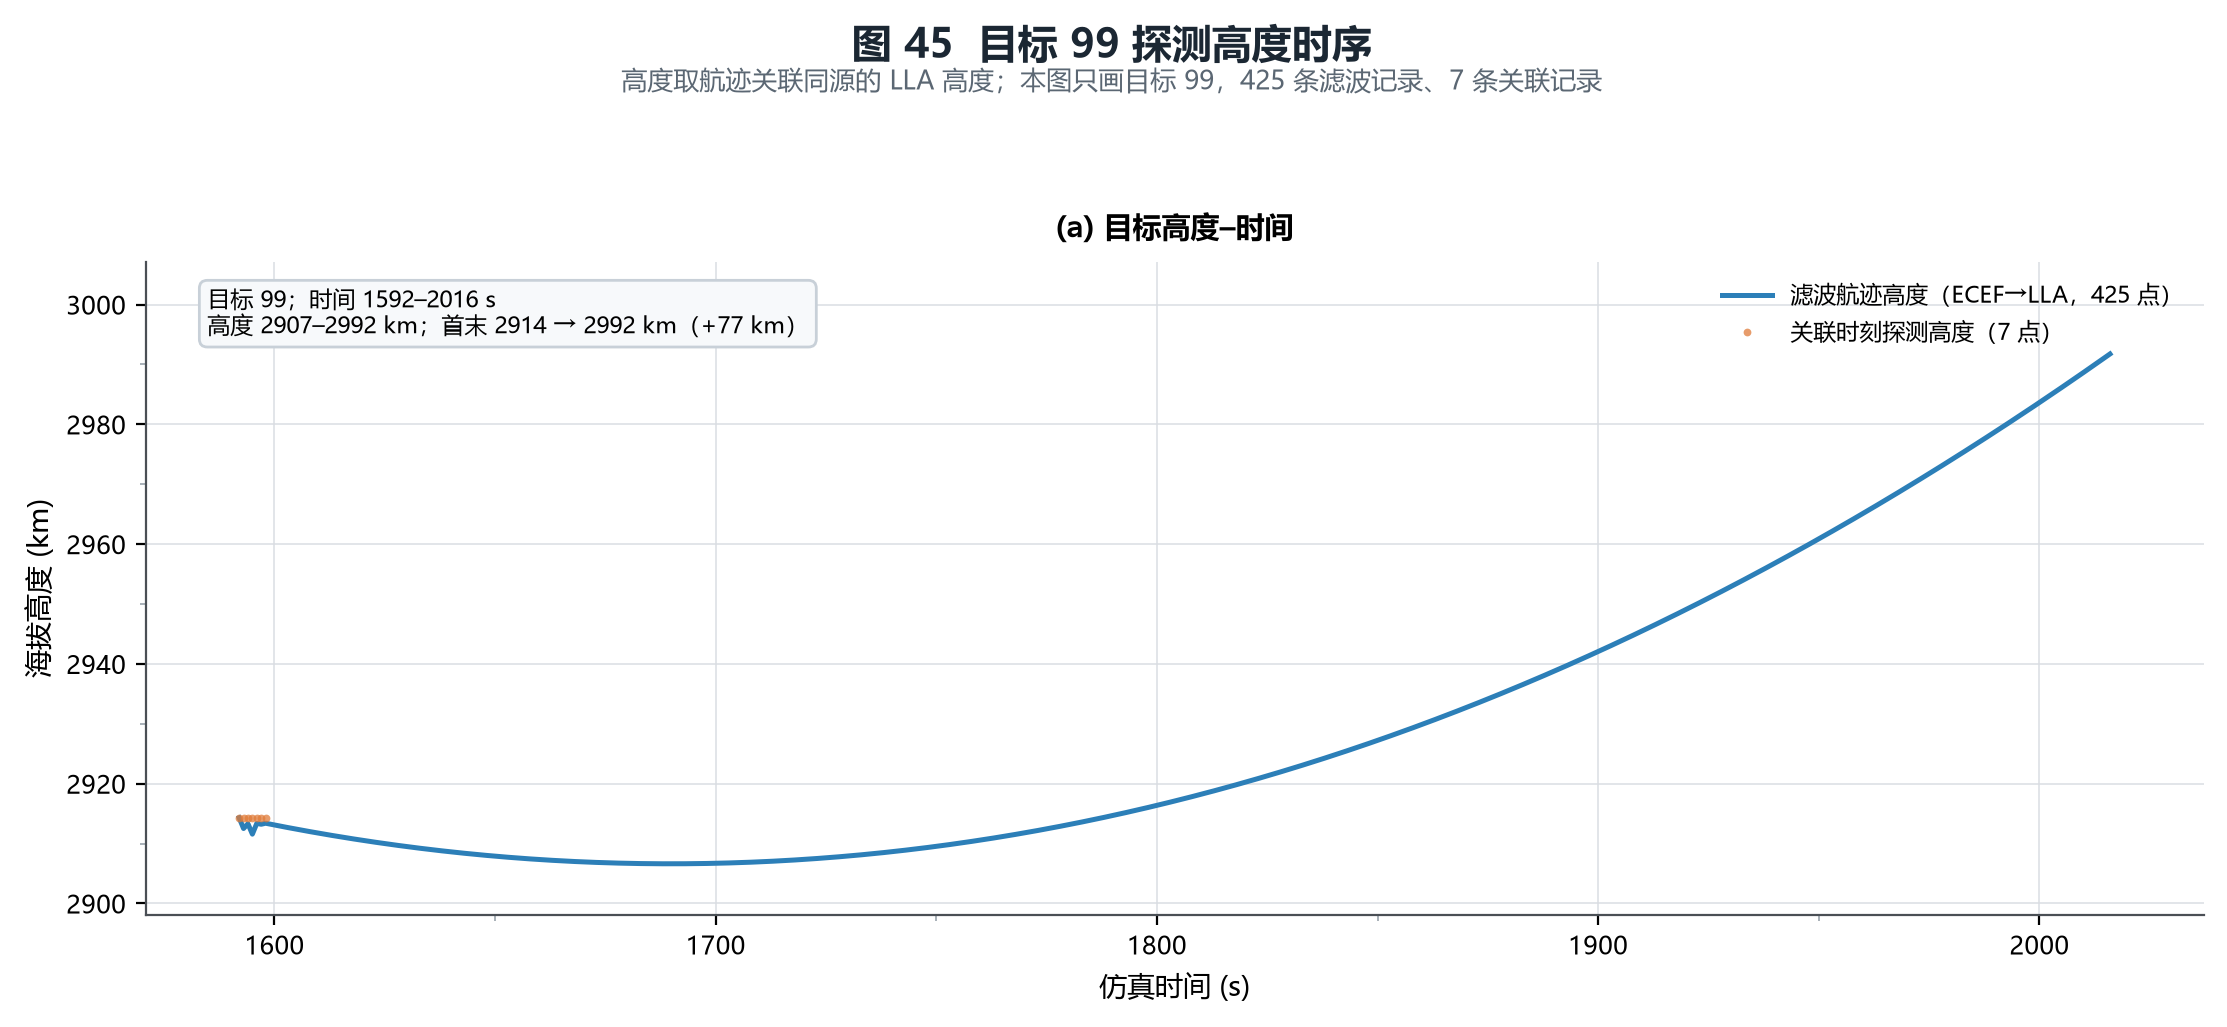 图 45 目标 99 探测高度时序
高度取航迹关联同源的 LLA 高度；本图只画目标 99，425 条滤波记录、7 条关联记录
(a) 目标高度–时间
目标 99；时间 1592–2016 s
高度 2907–2992 km；首末 2914 → 2992 km（+77 km）
滤波航迹高度（ECEF→LLA，425 点）
关联时刻探测高度（7 点）
海拔高度 (km)
3000
2980
2960
2940
2920
2900
1600
1700
1800
1900
2000
仿真时间 (s)